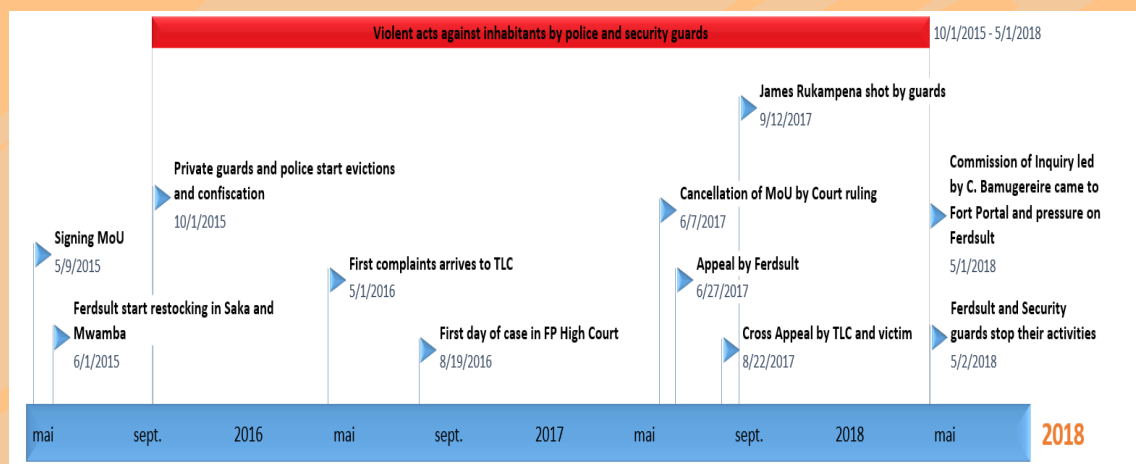 Violent acts against inhabitants by police and security guards
10/1/2015 - 5/1/2018
James Rukampena shot by guards
9/12/2017
Private guards and police start evictions
and confiscation
10/1/2015
Cancellation of MoU by Court ruling
6/7/2017
Commission of Inquiry led
by C. Bamugereire came to
Fort Portal and pressure on
Ferdsult
5/1/2018
Signing MoU
5/9/2015
First complaints arrives to TLC
5/1/2016
Appeal by Ferdsult
6/27/2017
Ferdsult start restocking in Saka and
Mwamba
6/1/2015
First day of case in FP High Court
8/19/2016
Cross Appeal by TLC and victim
8/22/2017
Ferdsult and Security
guards stop their activities
5/2/2018
mai sept. 2016 mai sept. 2017 mai sept. 2018 mai 2018